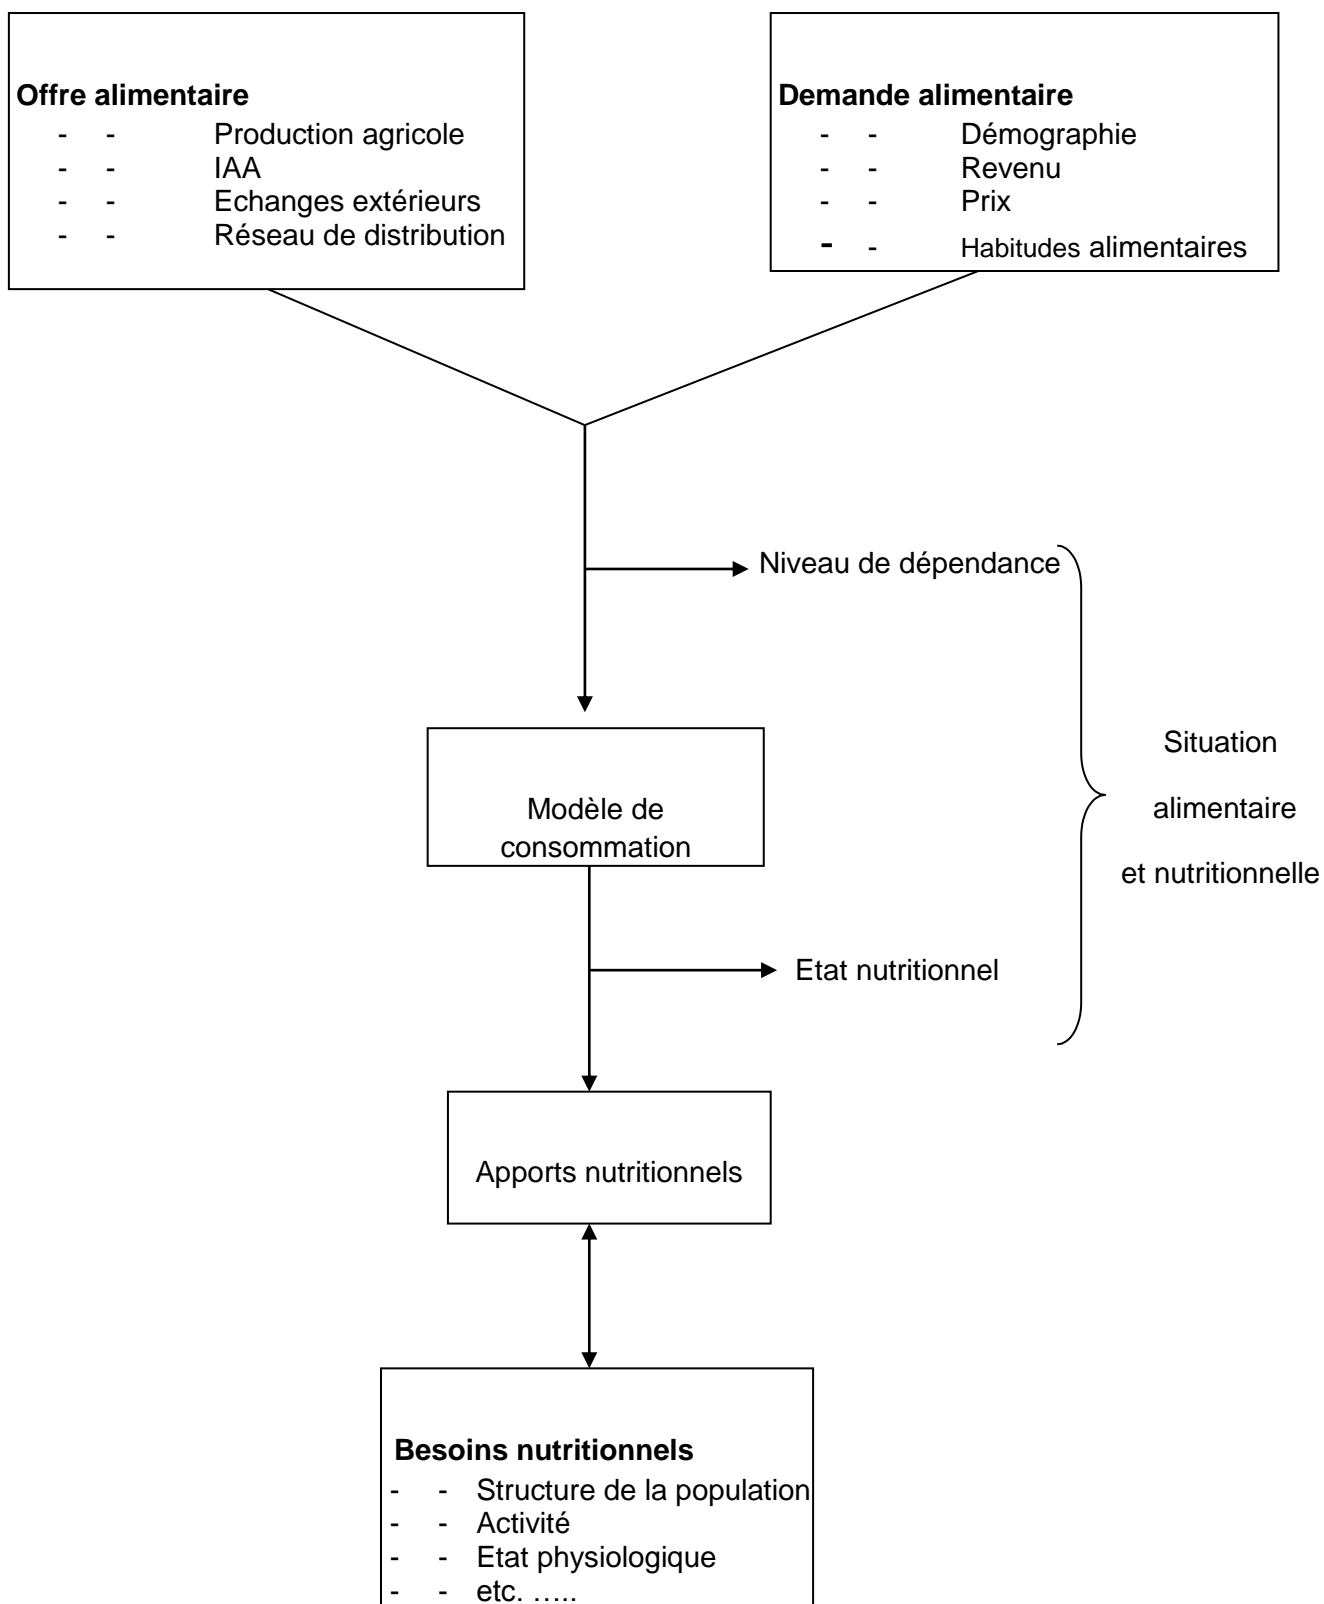 Offre alimentaire
- - Production agricole
- - IAA
- - Echanges extérieurs
- - Réseau de distribution
Demande alimentaire
- - Démographie
- - Revenu
- - Prix
- - Habitudes alimentaires
Niveau de dépendance
Modèle de
consommation
Situation
alimentaire
et nutritionnelle
Etat nutritionnel
Apports nutritionnels
Besoins nutritionnels
- - Structure de la population
- - Activité
- - Etat physiologique
- - etc. …..